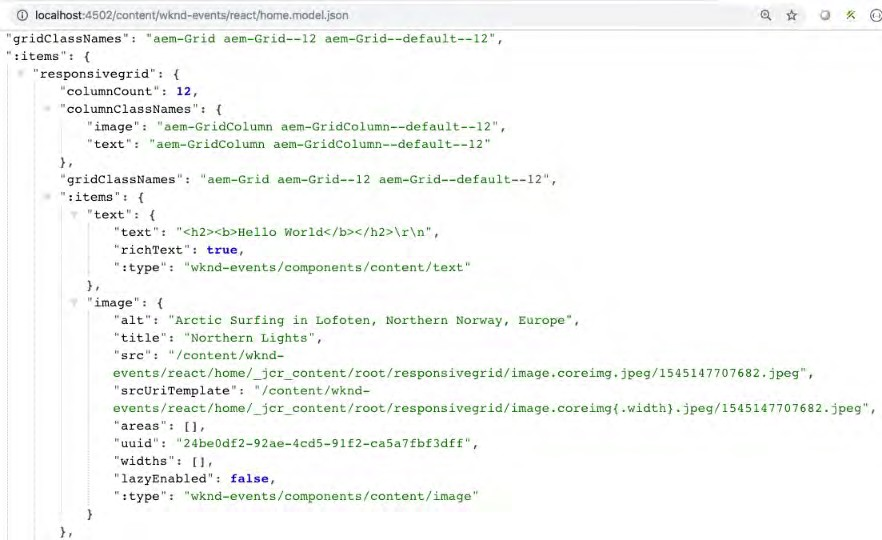 localhost:4502/content/wknd-events/react/home.model.json
"gridClassNames": "aem-Grid aem-Grid--12 aem-Grid--default--12",
":items": {
"responsivegrid": {
"columnCount": 12,
"columnClassNames": {
"image": "aem-GridColumn aem-GridColumn--default--12",
"text": "aem-GridColumn aem-GridColumn--default--12"
},
"gridClassNames": "aem-Grid aem-Grid--12 aem-Grid--default--12",
":items": {
"text": {
"text": "<h2><b>Hello World</b></h2>\r\n",
"richText": true,
":type": "wknd-events/components/content/text"
},
"image": {
"alt": "Arctic Surfing in Lofoten, Northern Norway, Europe",
"title": "Northern Lights",
"src": "/content/wknd-
events/react/home/_jcr_content/root/responsivegrid/image.coreimg.jpeg/1545147707682.jpeg",
"srcUriTemplate": "/content/wknd-
events/react/home/_jcr_content/root/responsivegrid/image.coreimg{.width}.jpeg/1545147707682.jpeg",
"areas": [],
"uuid": "24be0df2-92ae-4cd5-91f2-ca5a7fbf3dff",
"widths": [],
"lazyEnabled": false,
":type": "wknd-events/components/content/image"
}
},